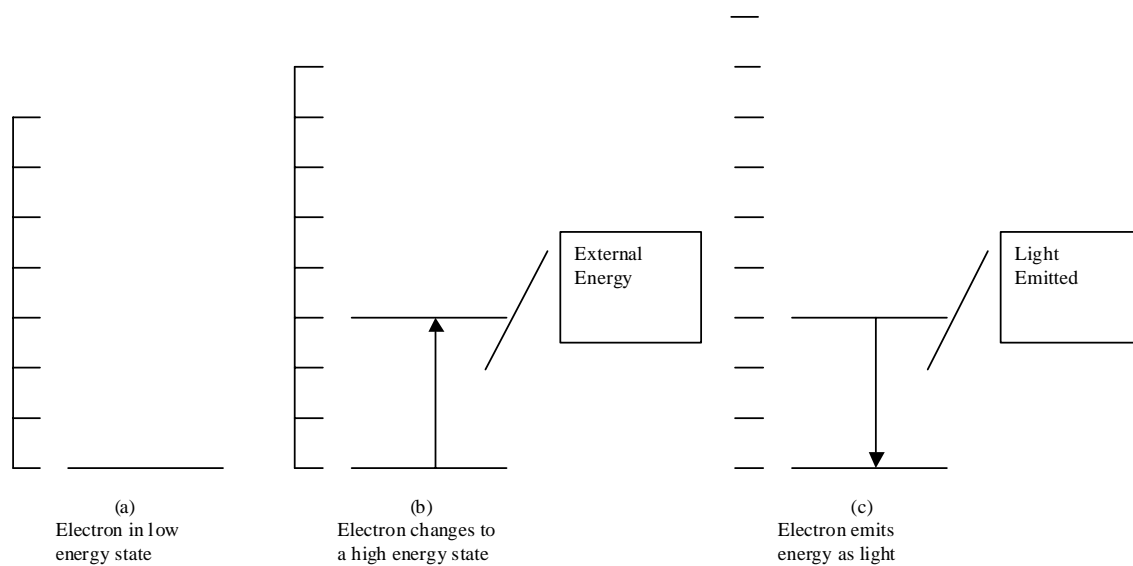 External
Energy
Light
Emitted
(a)
Electron in low
energy state
(b)
Electron changes to
a high energy state
(c)
Electron emits
energy as light